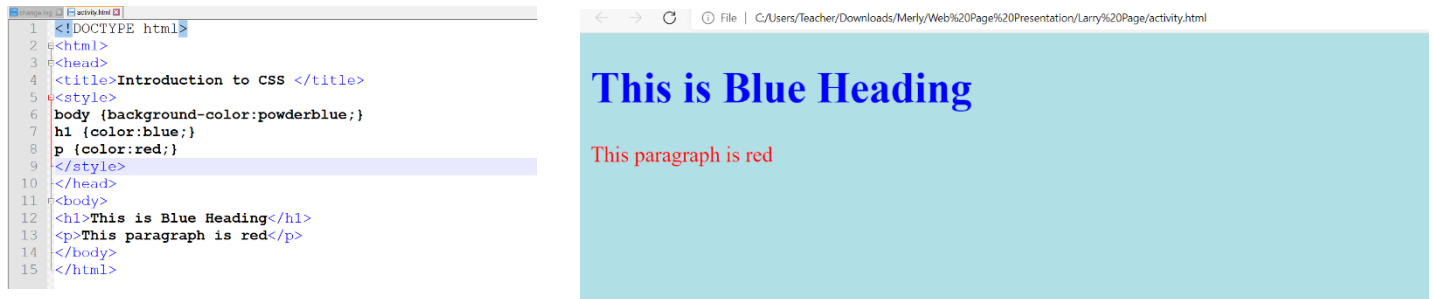 change.log activity.html
1 <!DOCTYPE html>
2 <html>
3 <head>
4 <title>Introduction to CSS </title>
5 <style>
6 body {background-color:powderblue;}
7 h1 {color:blue;}
8 p {color:red;}
9 </style>
10 </head>
11 <body>
12 <h1>This is Blue Heading</h1>
13 <p>This paragraph is red</p>
14 </body>
15 </html>
File | C:/Users/Teacher/Downloads/Merly/Web%20Page%20Presentation/Larry%20Page/activity.html
This is Blue Heading
This paragraph is red